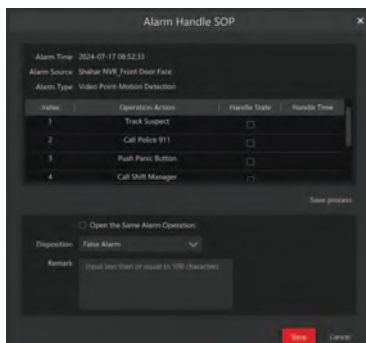 Alarm Handle SOP
Alarm Time 2024-07-17 08:52:33
Alarm Source Shahar NVR_Front Door Face
Alarm Type Video Point-Motion Detection
Index Operation Action Handle State Handle Time
1 Track Suspect
2 Call Police 911
3 Push Panic Button
4 Call Shift Manager
Save process
Open the Same Alarm Operation
Disposition False Alarm
Remark Input less than or equal to 100 characters
Save Cancel